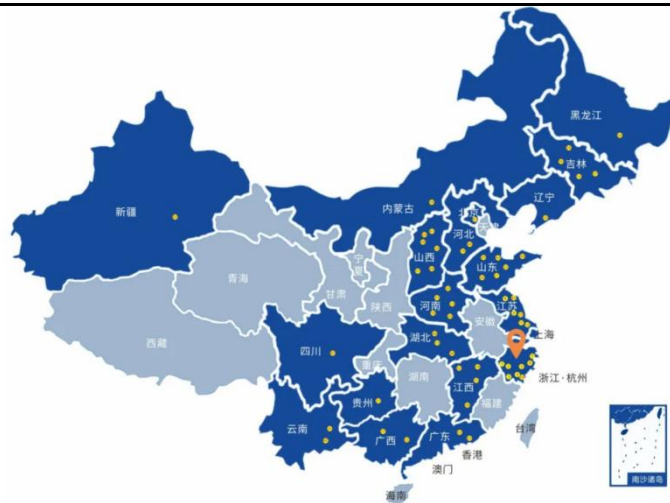 黑龙江
吉林
辽宁
新疆
内蒙古
北京
天津
河北
山西
宁夏
山东
青海
甘肃
陕西
河南
江苏
西藏
安徽
上海
四川
湖北
重庆
浙江·杭州
湖南
江西
贵州
福建
云南
台湾
广西
广东
香港
澳门
海南
南沙诸岛